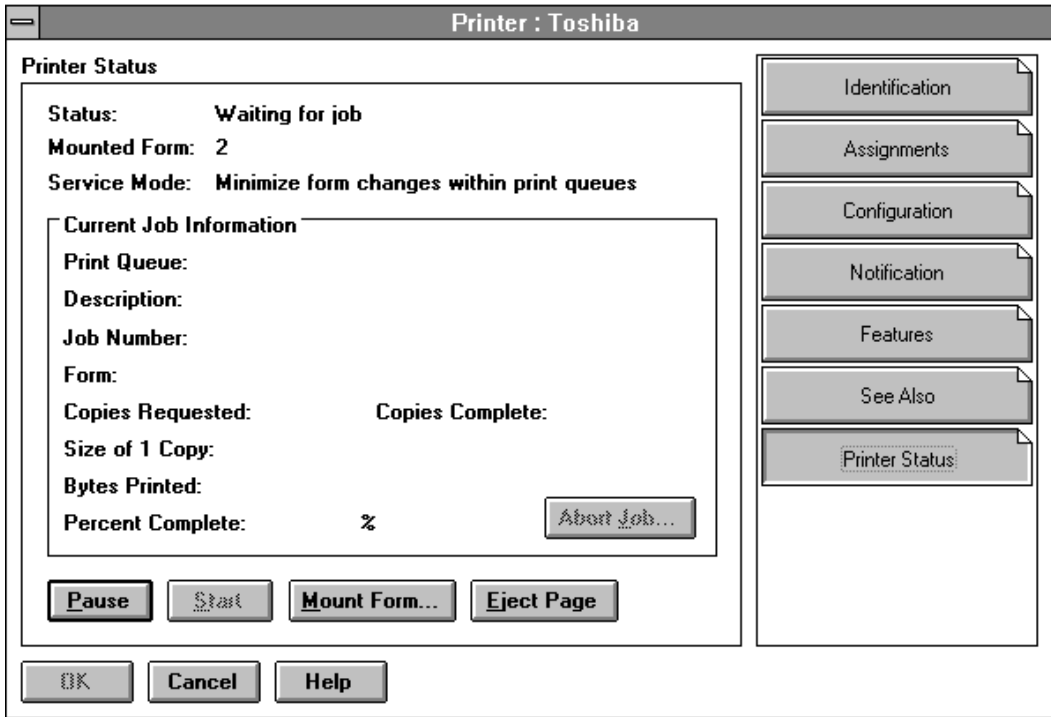 Printer : Toshiba
Printer Status
Status: Waiting for job
Mounted Form: 2
Service Mode: Minimize form changes within print queues
Current Job Information
Print Queue:
Description:
Job Number:
Form:
Copies Requested: Copies Complete:
Size of 1 Copy:
Bytes Printed:
Percent Complete: %
Abort Job...
Pause Start Mount Form... Eject Page
OK Cancel Help
Identification
Assignments
Configuration
Notification
Features
See Also
Printer Status